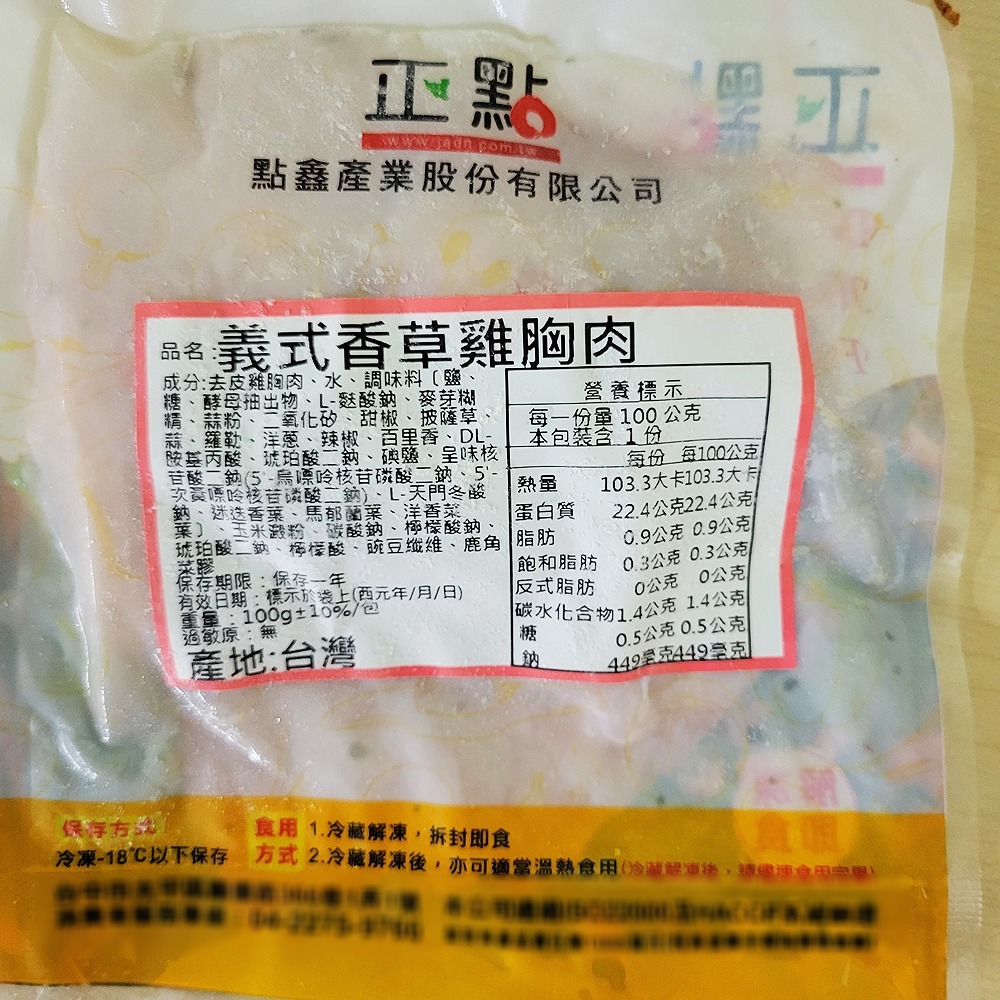 正點
www.jadn.com.tw
點鑫產業股份有限公司
品名:義式香草雞胸肉
成分:去皮雞胸肉、水、調味料〔鹽、
糖、酵母抽出物、L-麩酸鈉、麥芽糊
精、蒜粉、二氧化矽、甜椒、披薩草、
蒜、羅勒、洋蔥、辣椒、百里香、DL-
胺基丙酸、琥珀酸二鈉、碘鹽、呈味核
苷酸二鈉(5'-鳥嘌呤核苷磷酸二鈉、5'-
次黃嘌呤核苷磷酸二鈉)、L-天門冬酸
鈉、迷迭香葉、馬郁蘭葉、洋香菜
葉〕、玉米澱粉、碳酸鈉、檸檬酸鈉、
琥珀酸二鈉、檸檬酸、豌豆纖維、鹿角
菜膠
保存期限：保存一年
有效日期：標示於袋上(西元年/月/日)
重量：100g±10%/包
過敏原：無
產地:台灣
營養標示
每一份量 100 公克
本包裝含 1 份
每份 每100公克
熱量 103.3大卡 103.3大卡
蛋白質 22.4公克 22.4公克
脂肪 0.9公克 0.9公克
飽和脂肪 0.3公克 0.3公克
反式脂肪 0公克 0公克
碳水化合物 1.4公克 1.4公克
糖 0.5公克 0.5公克
鈉 449毫克 449毫克
保存方式
冷凍-18℃以下保存
食用方式
1.冷藏解凍，拆封即食
2.冷藏解凍後，亦可適當溫熱食用(冷藏解凍後，請儘速食用完畢)